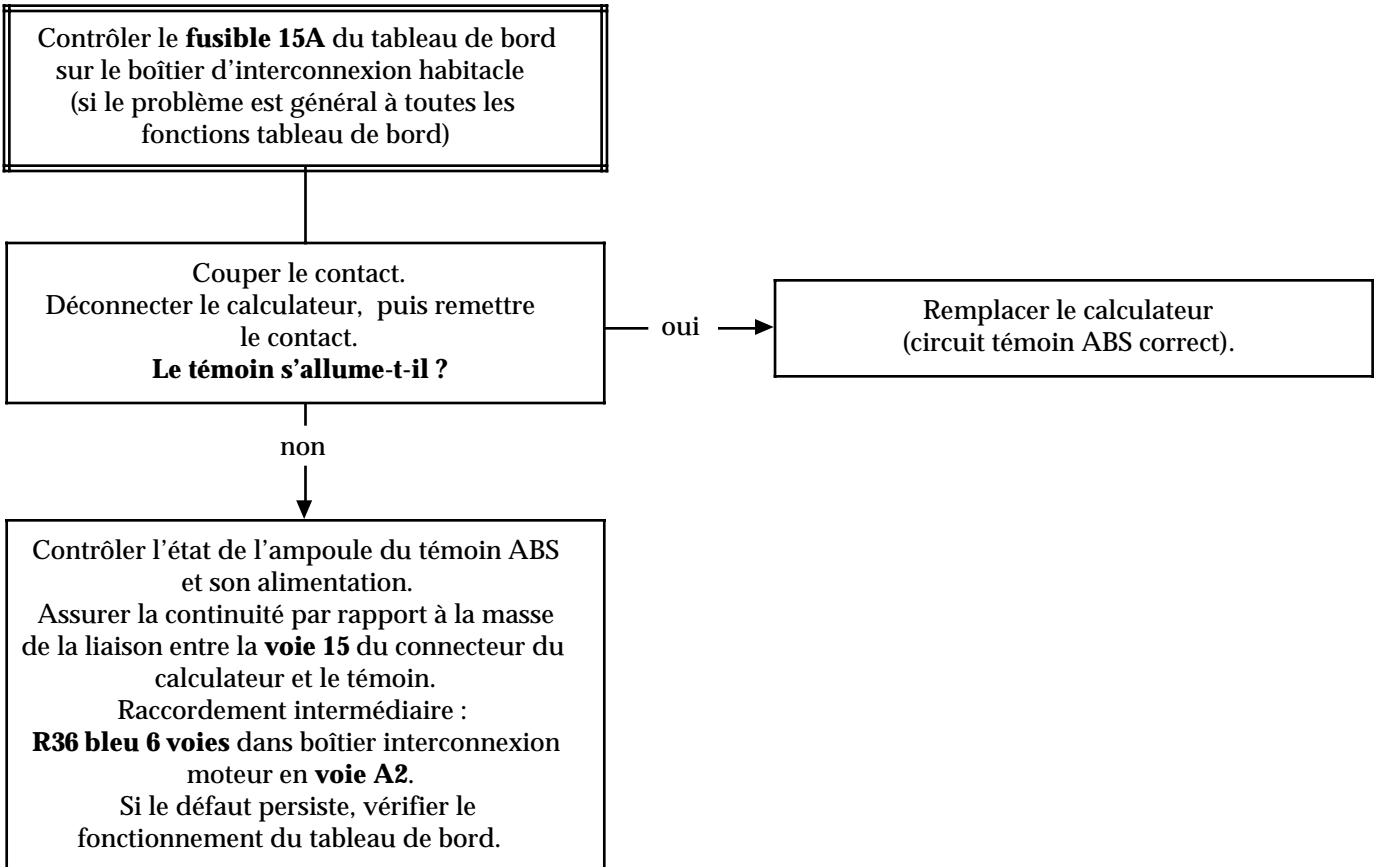 Contrôler le fusible 15A du tableau de bord
sur le boîtier d'interconnexion habitacle
(si le problème est général à toutes les
fonctions tableau de bord)
Couper le contact.
Déconnecter le calculateur, puis remettre
le contact.
Le témoin s'allume-t-il ?
oui
Remplacer le calculateur
(circuit témoin ABS correct).
non
Contrôler l'état de l'ampoule du témoin ABS
et son alimentation.
Assurer la continuité par rapport à la masse
de la liaison entre la voie 15 du connecteur du
calculateur et le témoin.
Raccordement intermédiaire :
R36 bleu 6 voies dans boîtier interconnexion
moteur en voie A2.
Si le défaut persiste, vérifier le
fonctionnement du tableau de bord.